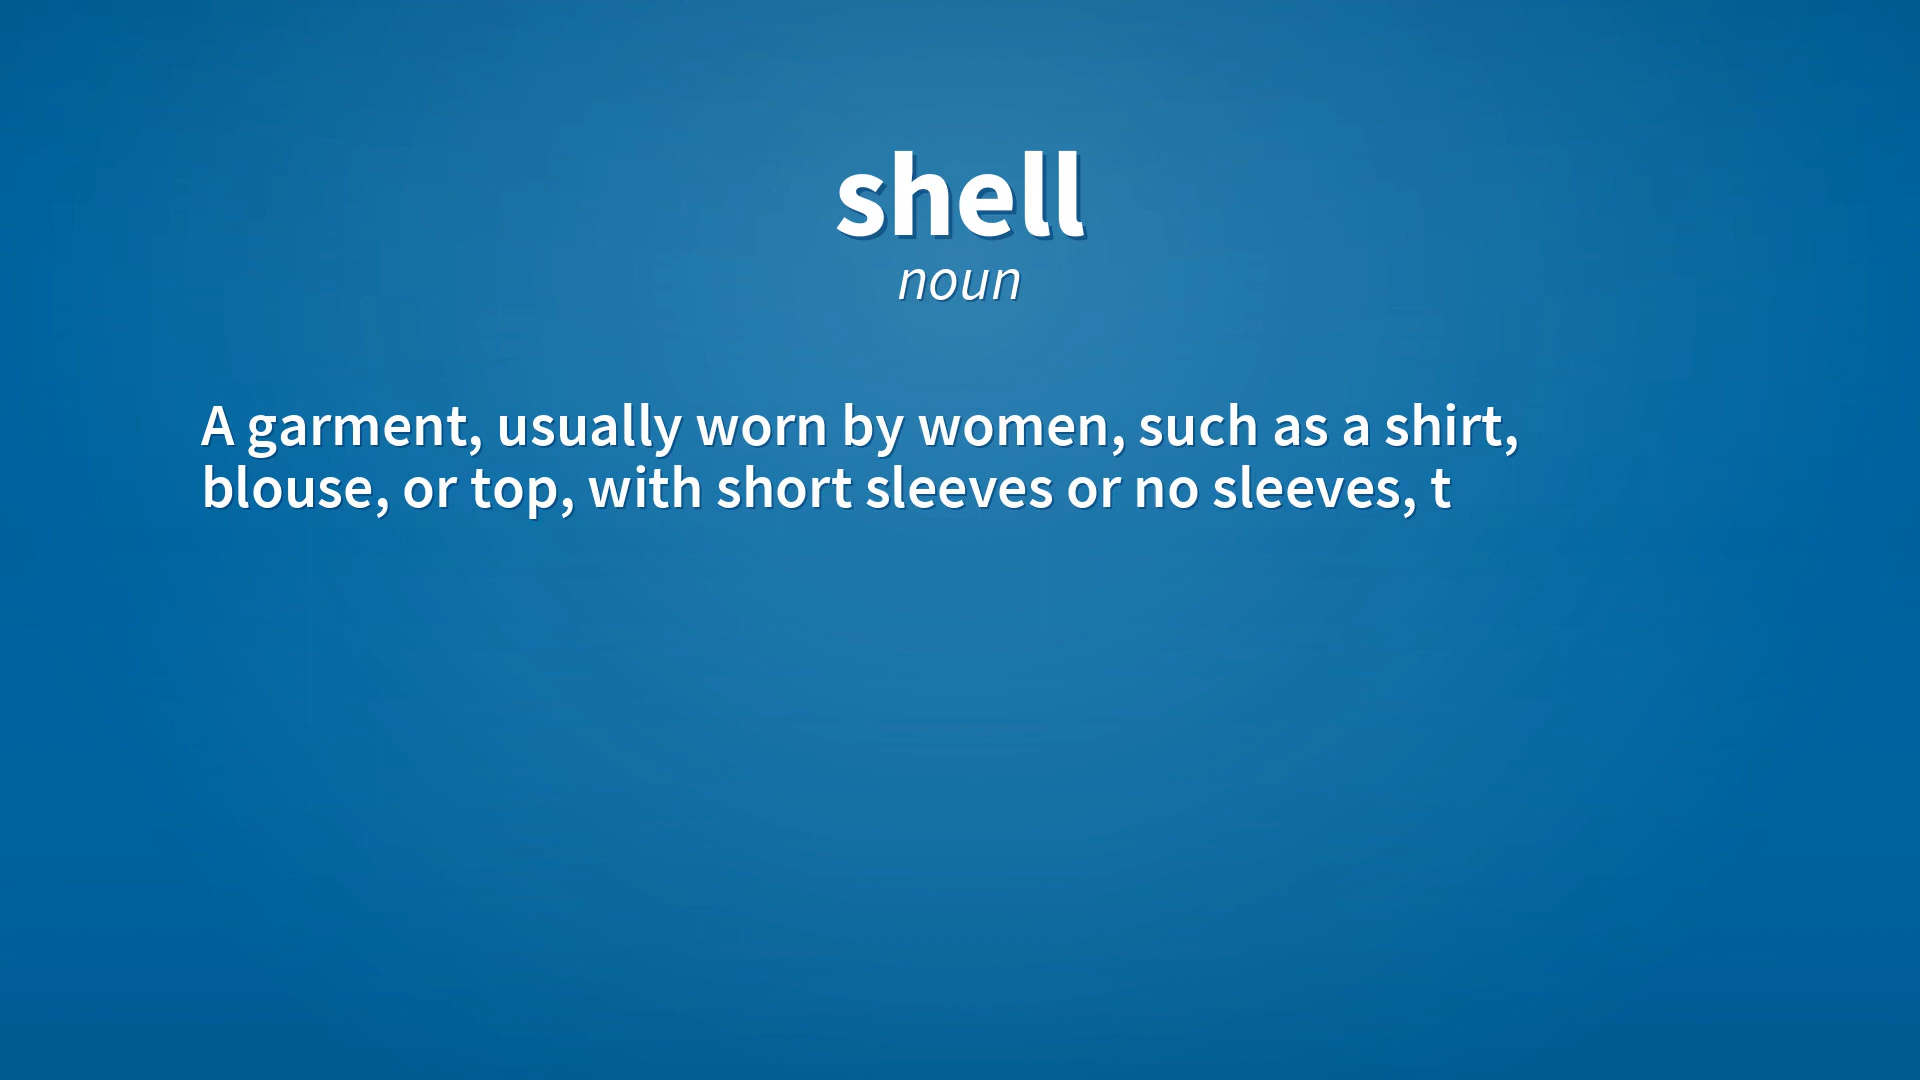 shell
noun
A garment, usually worn by women, such as a shirt,
blouse, or top, with short sleeves or no sleeves, t